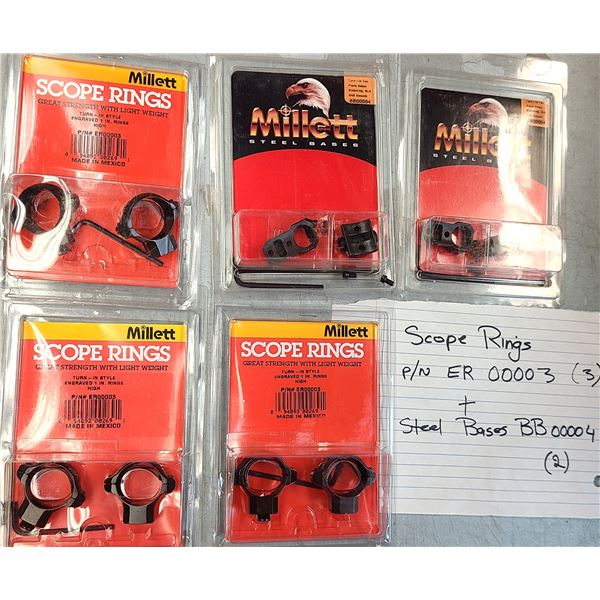 Millett
SCOPE RINGS
GREAT STRENGTH WITH LIGHT WEIGHT
TURN-IN STYLE
ENGRAVED 1 IN. RINGS
HIGH
P/N# ER00003
MADE IN MEXICO
Millett
STEEL BASES
Millett
STEEL BASES
Millett
SCOPE RINGS
GREAT STRENGTH WITH LIGHT WEIGHT
TURN-IN STYLE
ENGRAVED 1 IN. RINGS
HIGH
P/N# ER00003
MADE IN MEXICO
Millett
SCOPE RINGS
GREAT STRENGTH WITH LIGHT WEIGHT
TURN-IN STYLE
ENGRAVED 1 IN. RINGS
HIGH
P/N# ER00003
MADE IN MEXICO
Scope Rings
P/N ER 00003 (3)
+
Steel Bases BB00004
(2)